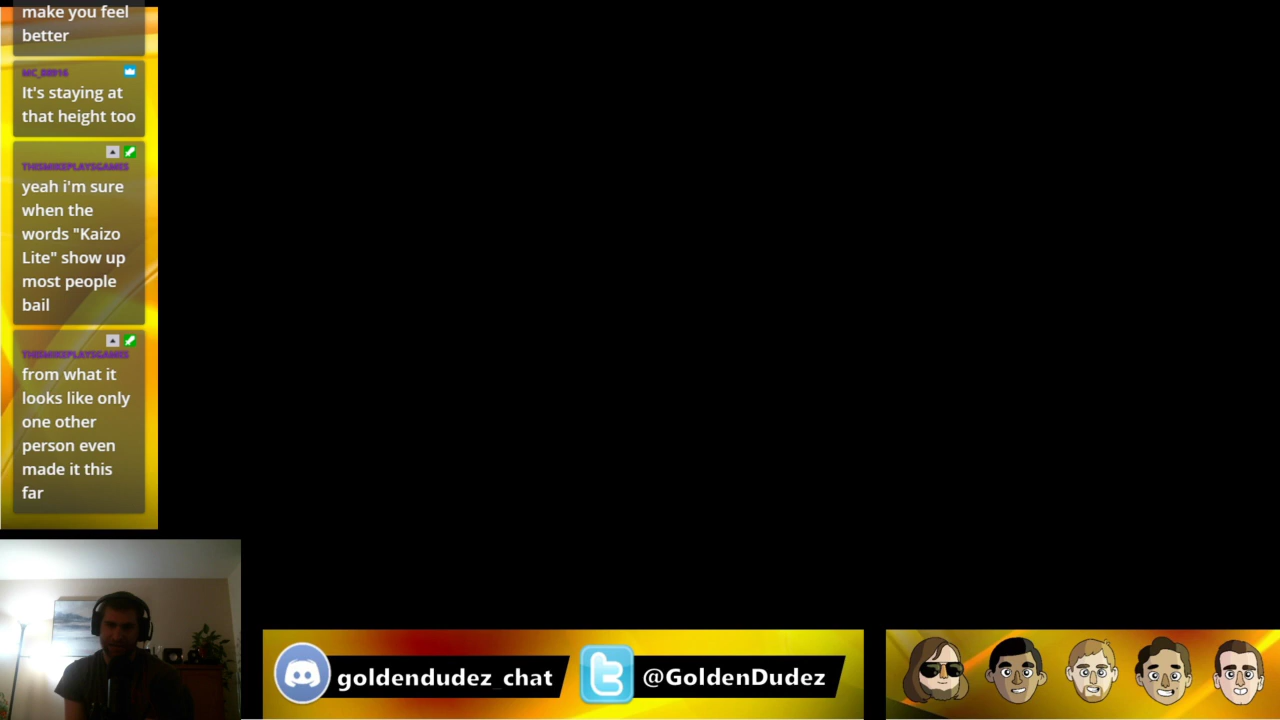 make you feel
better
It's staying at
that height too
THISMIKEPLAYSGAMES
yeah i'm sure
when the
words "Kaizo
Lite" show up
most people
bail
THISMIKEPLAYSGAMES
from what it
looks like only
one other
person even
made it this
far
goldendudez_chat
@GoldenDudez